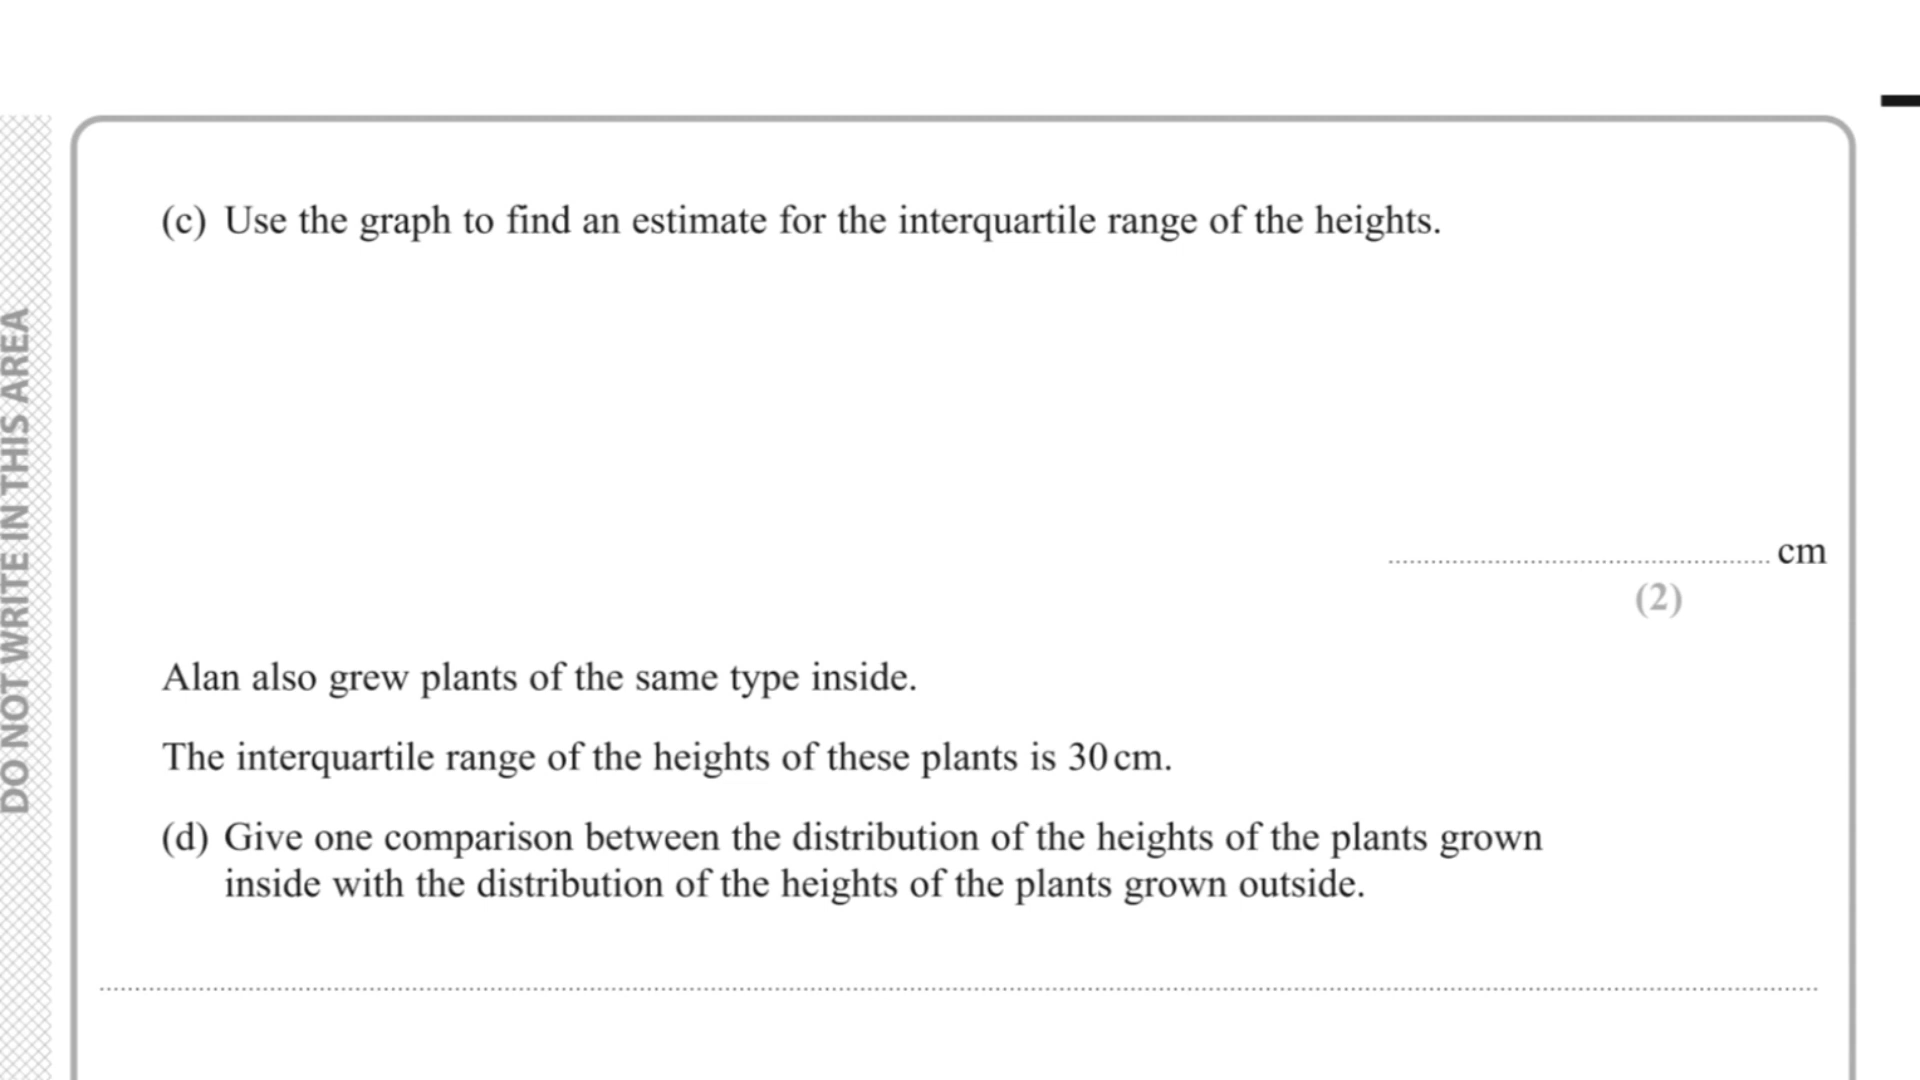 DO NOT WRITE IN THIS AREA
(c) Use the graph to find an estimate for the interquartile range of the heights.
cm
(2)
Alan also grew plants of the same type inside.
The interquartile range of the heights of these plants is 30 cm.
(d) Give one comparison between the distribution of the heights of the plants grown
inside with the distribution of the heights of the plants grown outside.